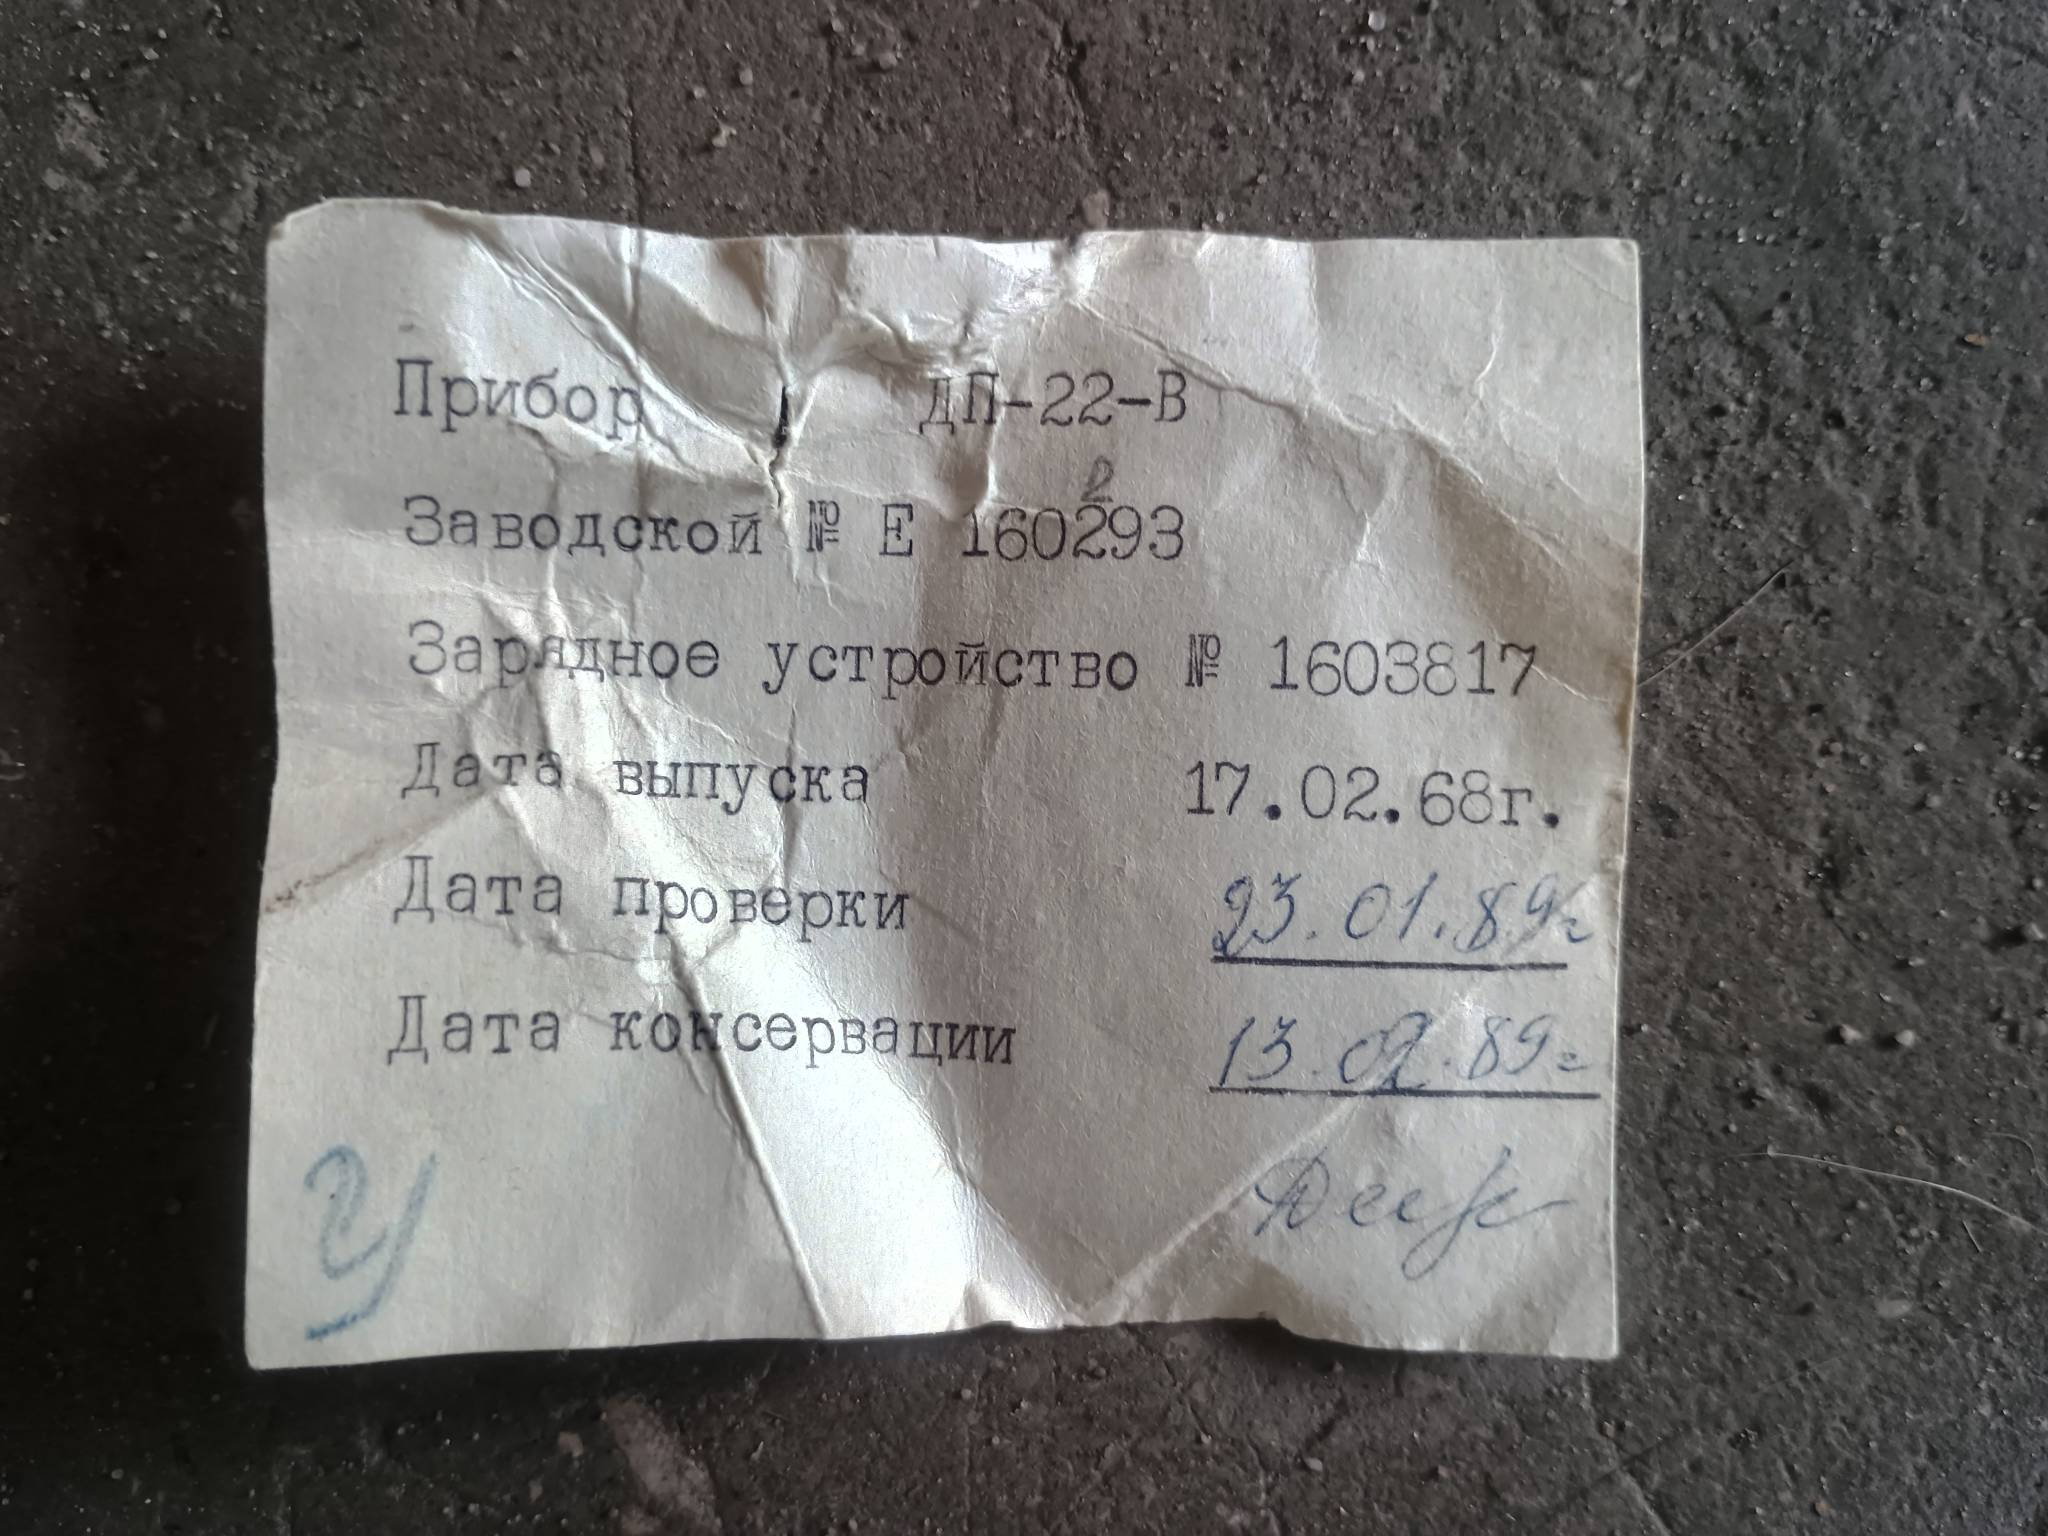 Прибор ДП-22-В
2
Заводской № Е 160293
Зарядное устройство № 1603817
Дата выпуска 17.02.68г.
Дата проверки 23.01.89г
Дата консервации 13.02.89г
У